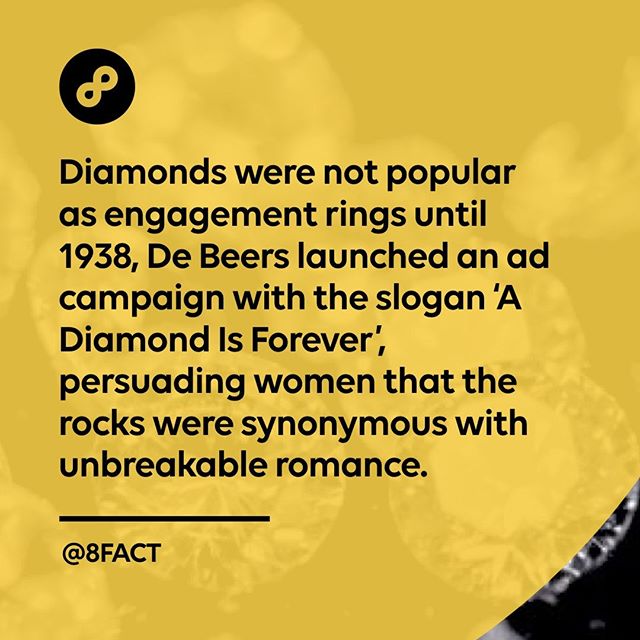 Diamonds were not popular
as engagement rings until
1938, De Beers launched an ad
campaign with the slogan ‘A
Diamond Is Forever’,
persuading women that the
rocks were synonymous with
unbreakable romance.
@8FACT